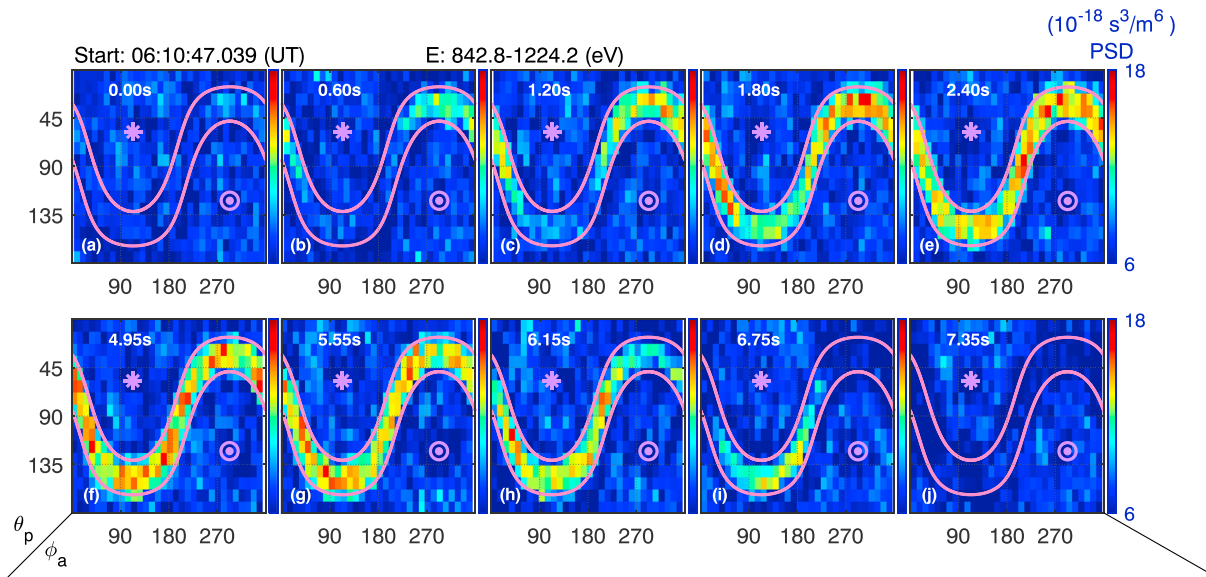 (10⁻¹⁸ s³/m⁶)
PSD
Start: 06:10:47.039 (UT)
E: 842.8-1224.2 (eV)
0.00s 0.60s 1.20s 1.80s 2.40s
18
45
90
135
(a) (b) (c) (d) (e)
6
90 180 270 90 180 270 90 180 270 90 180 270 90 180 270
4.95s 5.55s 6.15s 6.75s 7.35s
18
45
90
135
(f) (g) (h) (i) (j)
6
90 180 270 90 180 270 90 180 270 90 180 270 90 180 270
θp
ϕa